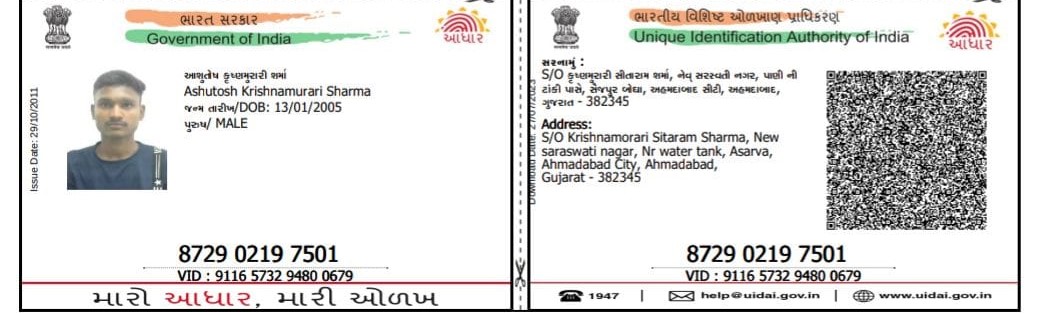 ભારત સરકાર
Government of India
આધાર
Issue Date: 29/10/2011
આશુતોષ કૃષ્ણમુરારી શર્મા
Ashutosh Krishnamurari Sharma
જન્મ તારીખ/DOB: 13/01/2005
પુરુષ/ MALE
8729 0219 7501
VID : 9116 5732 9480 0679
મારો આધાર, મારી ઓળખ
ભારતીય વિશિષ્ટ ઓળખાણ પ્રાધિકરણ
Unique Identification Authority of India
આધાર
સરનામું :
S/O કૃષ્ણમુરારી સીતારામ શર્મા, નેવ્ સરસ્વતી નગર, પાણી ની
ટાંકી પાસે, સૈજપુર બોઘા, અહમદાબાદ સીટી, અહમદાબાદ,
ગુજરાત - 382345
Address:
S/O Krishnamorari Sitaram Sharma, New
saraswati nagar, Nr water tank, Asarva,
Ahmadabad City, Ahmadabad,
Gujarat - 382345
8729 0219 7501
VID : 9116 5732 9480 0679
1947 | help@uidai.gov.in | www.uidai.gov.in